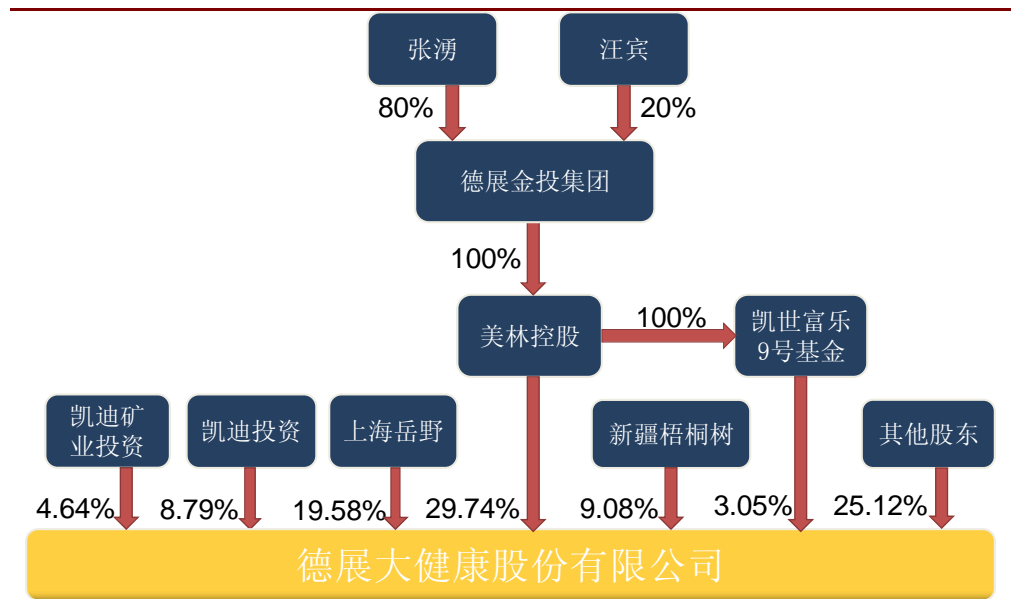 张湧
汪宾
80%
20%
德展金投集团
100%
美林控股
100%
凯世富乐
9号基金
凯迪矿
业投资
凯迪投资
上海岳野
新疆梧桐树
其他股东
4.64%
8.79%
19.58%
29.74%
9.08%
3.05%
25.12%
德展大健康股份有限公司